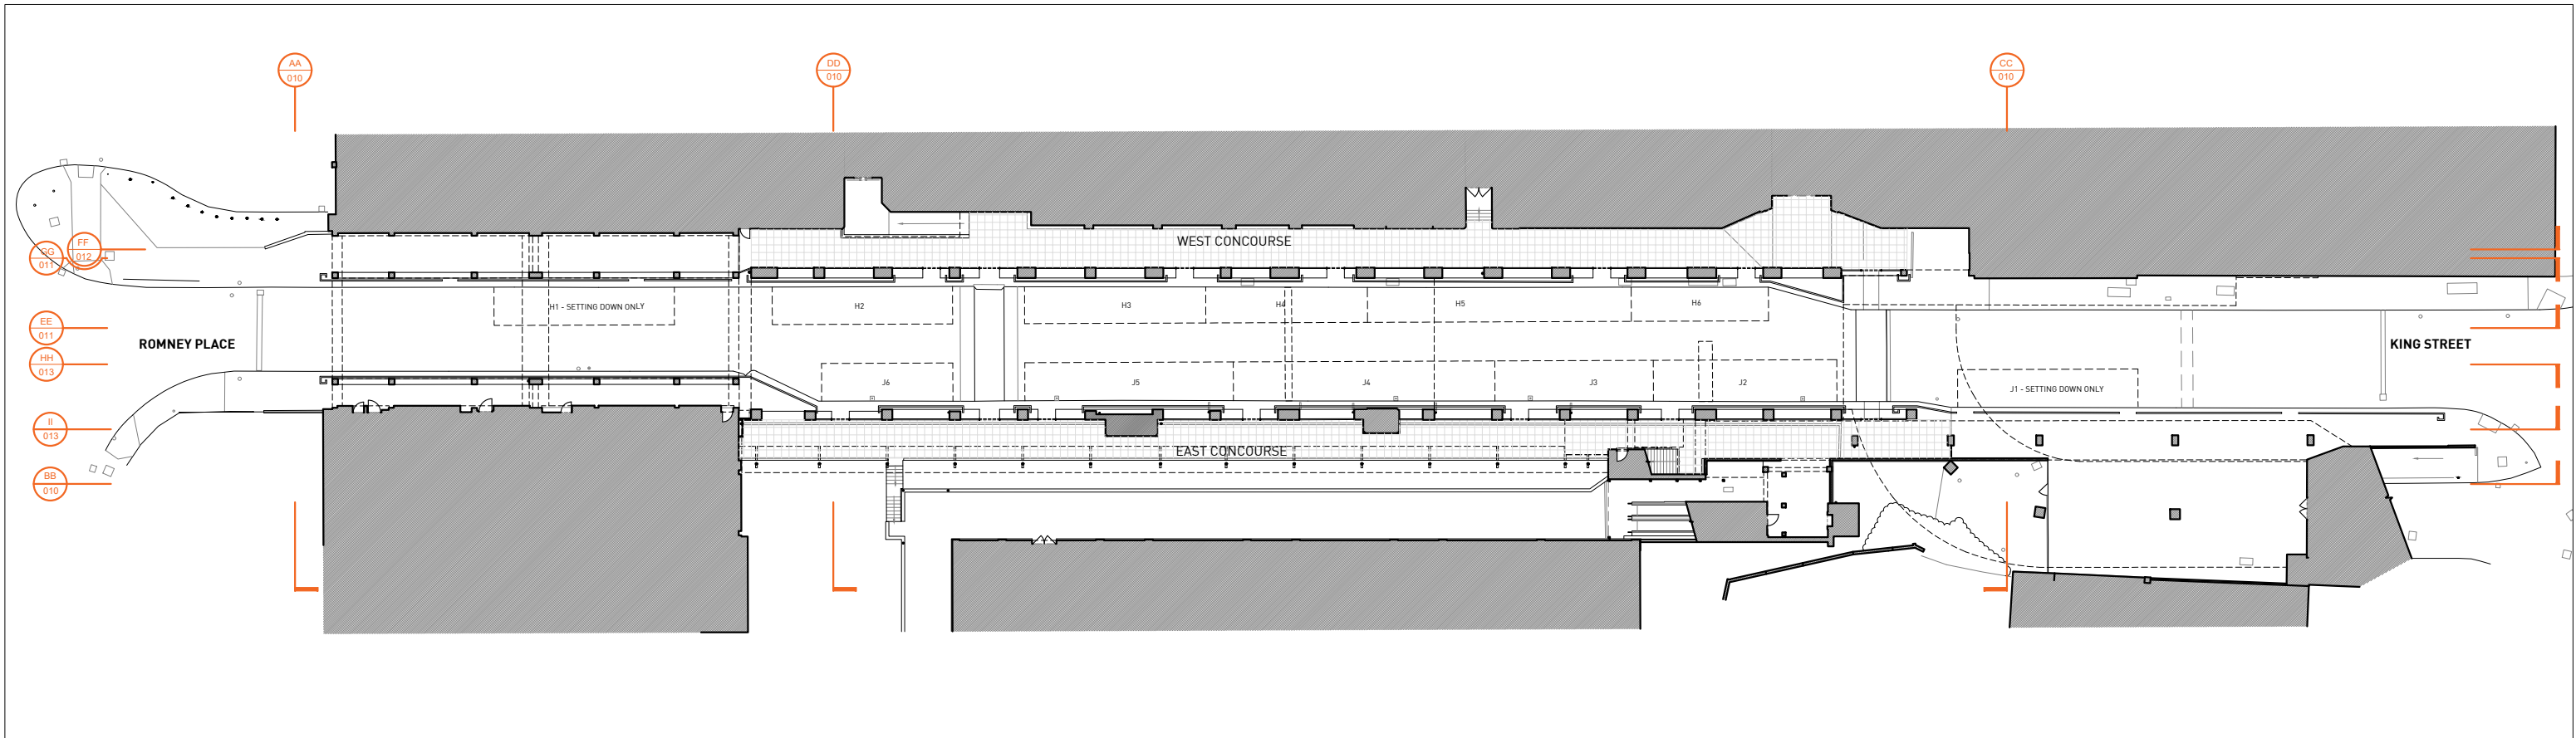 AA
010
DD
010
CC
010
WEST CONCOURSE
FF
012
GG
011
H1 - SETTING DOWN ONLY
H2
H3
H4
H5
H6
EE
011
ROMNEY PLACE
KING STREET
HH
013
J6
J5
J4
J3
J2
J1 - SETTING DOWN ONLY
II
013
EAST CONCOURSE
BB
010